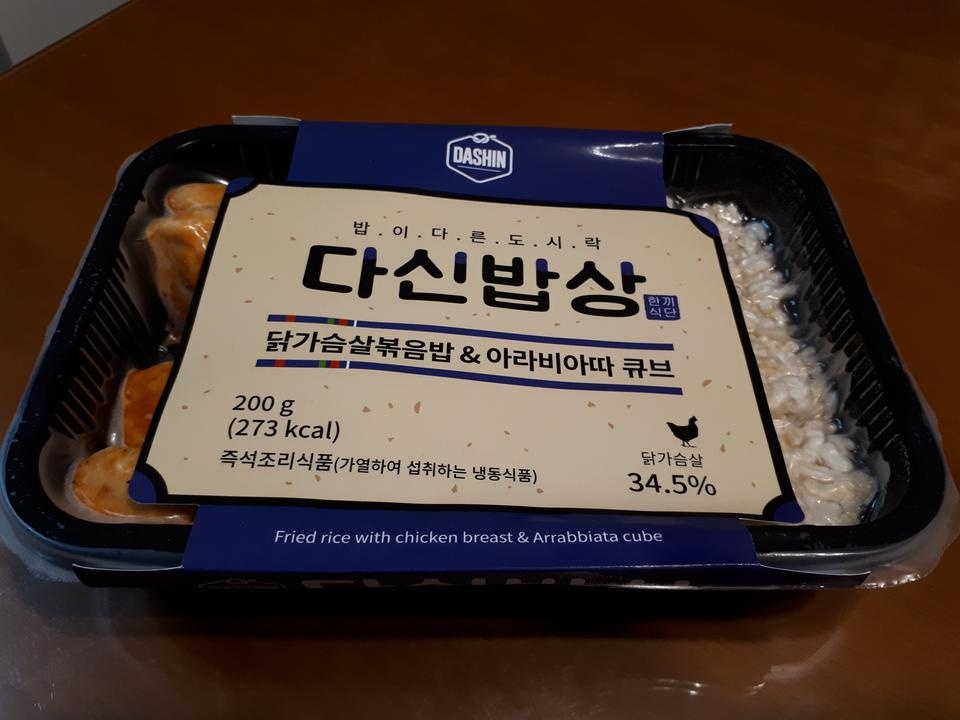 DASHIN
밥.이.다.른.도.시.락
다신밥상
한끼
식단
닭가슴살볶음밥 & 아라비아따 큐브
200 g
(273 kcal)
즉석조리식품(가열하여 섭취하는 냉동식품)
닭가슴살
34.5%
Fried rice with chicken breast & Arrabbiata cube